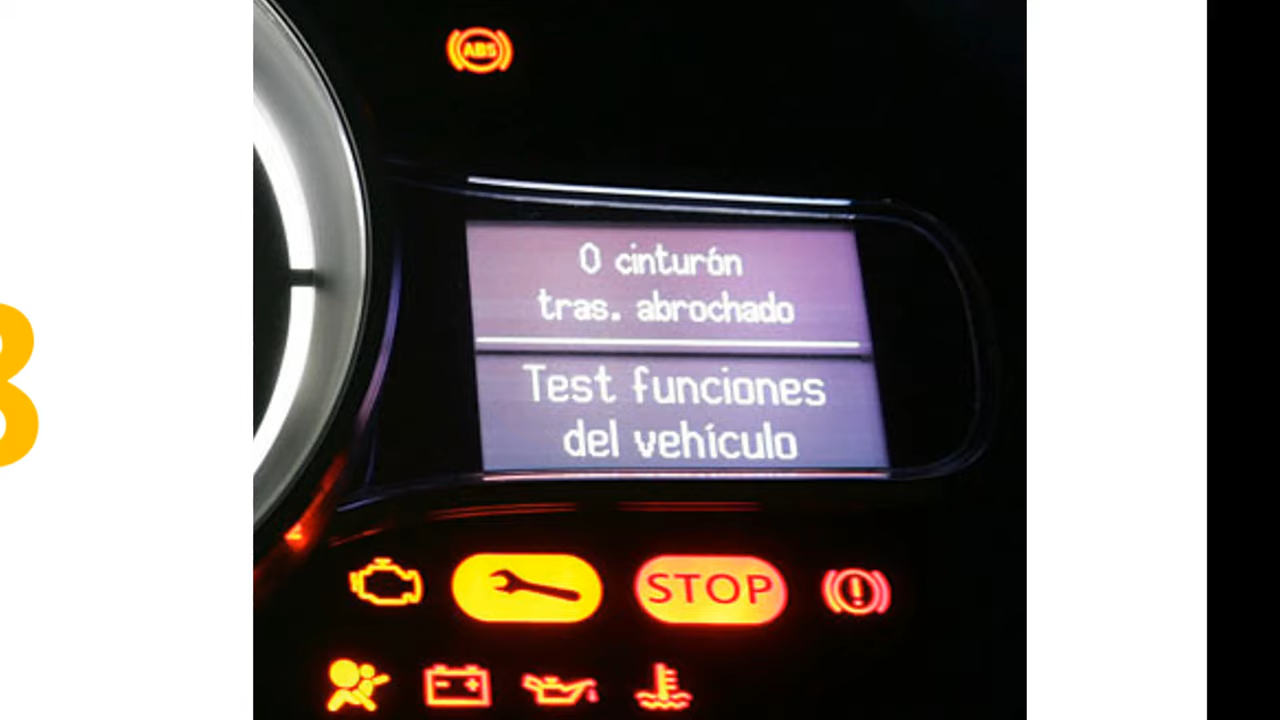 ABS
0 cinturón
tras. abrochado
Test funciones
del vehículo
STOP